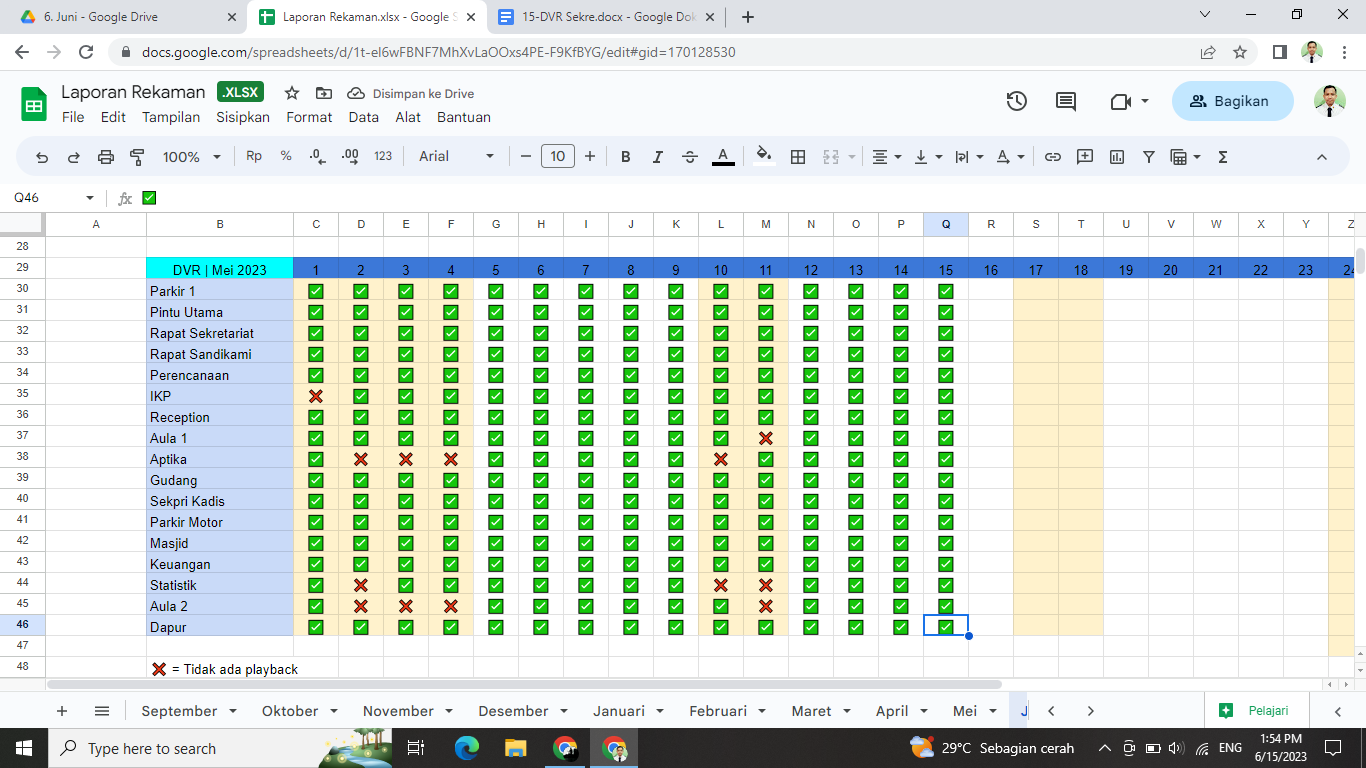 6. Juni - Google Drive
Laporan Rekaman.xlsx - Google S
15-DVR Sekre.docx - Google Dok
docs.google.com/spreadsheets/d/1t-eI6wFBNF7MhXvLaOOxs4PE-F9KfBYG/edit#gid=170128530
Laporan Rekaman .XLSX Disimpan ke Drive
File Edit Tampilan Sisipkan Format Data Alat Bantuan
Bagikan
100% Rp % .0 .00 123 Arial 10 B I A
Q46 fx ✅
A B C D E F G H I J K L M N O P Q R S T U V W X Y Z
28
29 DVR | Mei 2023 1 2 3 4 5 6 7 8 9 10 11 12 13 14 15 16 17 18 19 20 21 22 23 24
30 Parkir 1 ✅ ✅ ✅ ✅ ✅ ✅ ✅ ✅ ✅ ✅ ✅ ✅ ✅ ✅ ✅
31 Pintu Utama ✅ ✅ ✅ ✅ ✅ ✅ ✅ ✅ ✅ ✅ ✅ ✅ ✅ ✅ ✅
32 Rapat Sekretariat ✅ ✅ ✅ ✅ ✅ ✅ ✅ ✅ ✅ ✅ ✅ ✅ ✅ ✅ ✅
33 Rapat Sandikami ✅ ✅ ✅ ✅ ✅ ✅ ✅ ✅ ✅ ✅ ✅ ✅ ✅ ✅ ✅
34 Perencanaan ✅ ✅ ✅ ✅ ✅ ✅ ✅ ✅ ✅ ✅ ✅ ✅ ✅ ✅ ✅
35 IKP ❌ ✅ ✅ ✅ ✅ ✅ ✅ ✅ ✅ ✅ ✅ ✅ ✅ ✅ ✅
36 Reception ✅ ✅ ✅ ✅ ✅ ✅ ✅ ✅ ✅ ✅ ✅ ✅ ✅ ✅ ✅
37 Aula 1 ✅ ✅ ✅ ✅ ✅ ✅ ✅ ✅ ✅ ✅ ❌ ✅ ✅ ✅ ✅
38 Aptika ✅ ❌ ❌ ❌ ✅ ✅ ✅ ✅ ✅ ❌ ✅ ✅ ✅ ✅ ✅
39 Gudang ✅ ✅ ✅ ✅ ✅ ✅ ✅ ✅ ✅ ✅ ✅ ✅ ✅ ✅ ✅
40 Sekpri Kadis ✅ ✅ ✅ ✅ ✅ ✅ ✅ ✅ ✅ ✅ ✅ ✅ ✅ ✅ ✅
41 Parkir Motor ✅ ✅ ✅ ✅ ✅ ✅ ✅ ✅ ✅ ✅ ✅ ✅ ✅ ✅ ✅
42 Masjid ✅ ✅ ✅ ✅ ✅ ✅ ✅ ✅ ✅ ✅ ✅ ✅ ✅ ✅ ✅
43 Keuangan ✅ ✅ ✅ ✅ ✅ ✅ ✅ ✅ ✅ ✅ ✅ ✅ ✅ ✅ ✅
44 Statistik ✅ ❌ ✅ ✅ ✅ ✅ ✅ ✅ ✅ ❌ ❌ ✅ ✅ ✅ ✅
45 Aula 2 ✅ ❌ ❌ ❌ ✅ ✅ ✅ ✅ ✅ ✅ ❌ ✅ ✅ ✅ ✅
46 Dapur ✅ ✅ ✅ ✅ ✅ ✅ ✅ ✅ ✅ ✅ ✅ ✅ ✅ ✅ ✅
47
48 ❌ = Tidak ada playback
September Oktober November Desember Januari Februari Maret April Mei J
Pelajari
Type here to search
29°C Sebagian cerah
ENG
1:54 PM
6/15/2023